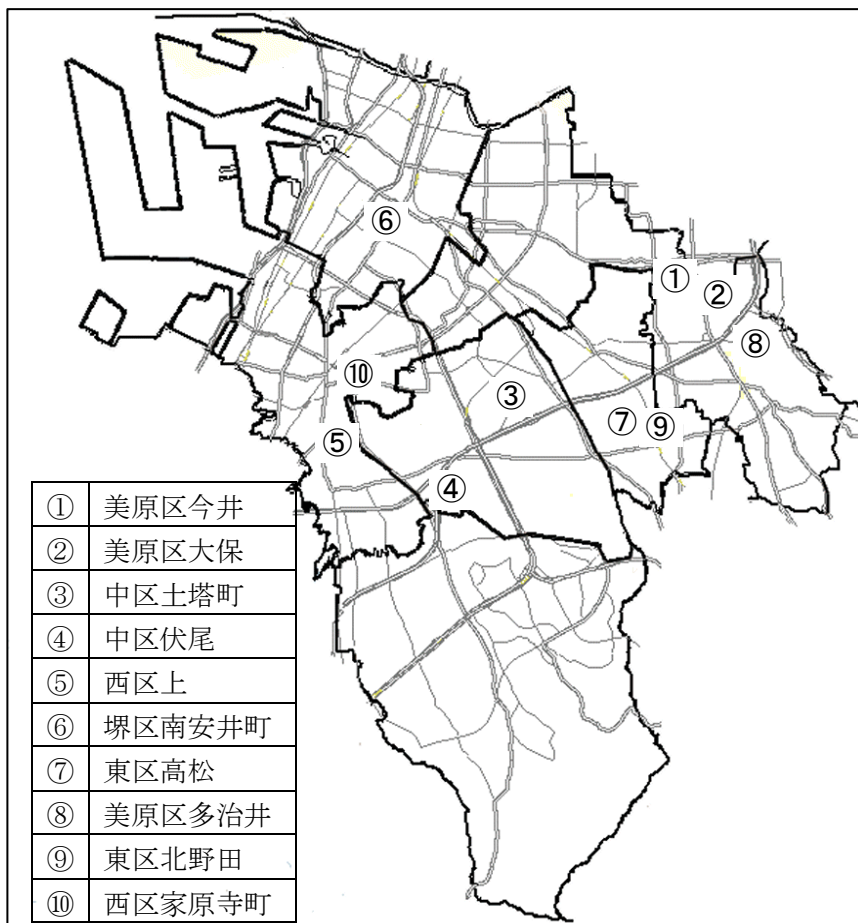 ⑥
①
②
⑧
⑩
③
⑦
⑨
⑤
④
① 美原区今井
② 美原区大保
③ 中区土塔町
④ 中区伏尾
⑤ 西区上
⑥ 堺区南安井町
⑦ 東区高松
⑧ 美原区多治井
⑨ 東区北野田
⑩ 西区家原寺町